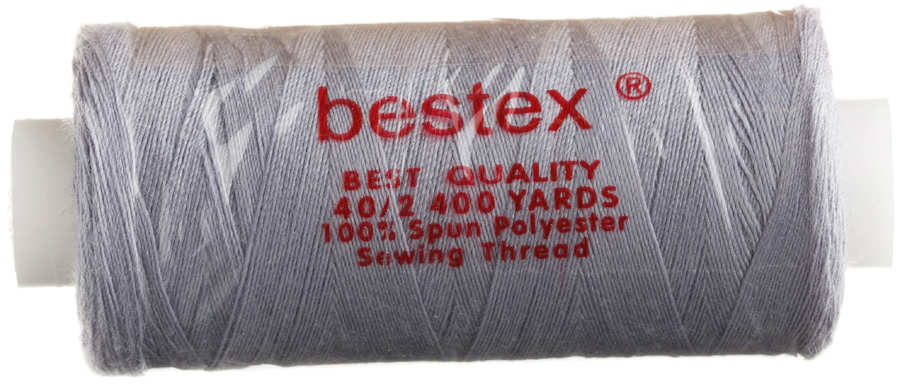 bestex ®
BEST QUALITY
40/2 400 YARDS
100% Spun Polyester
Sewing Thread